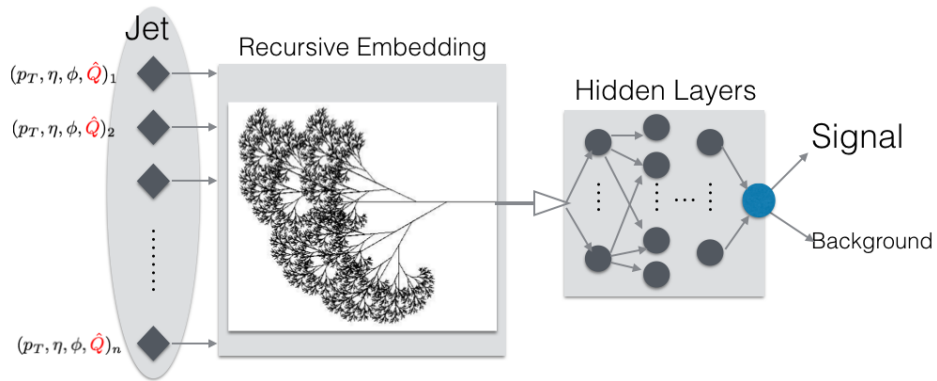 Jet
Recursive Embedding
(p_T, η, ϕ, Q̂)_1
(p_T, η, ϕ, Q̂)_2
(p_T, η, ϕ, Q̂)_n
Hidden Layers
Signal
Background